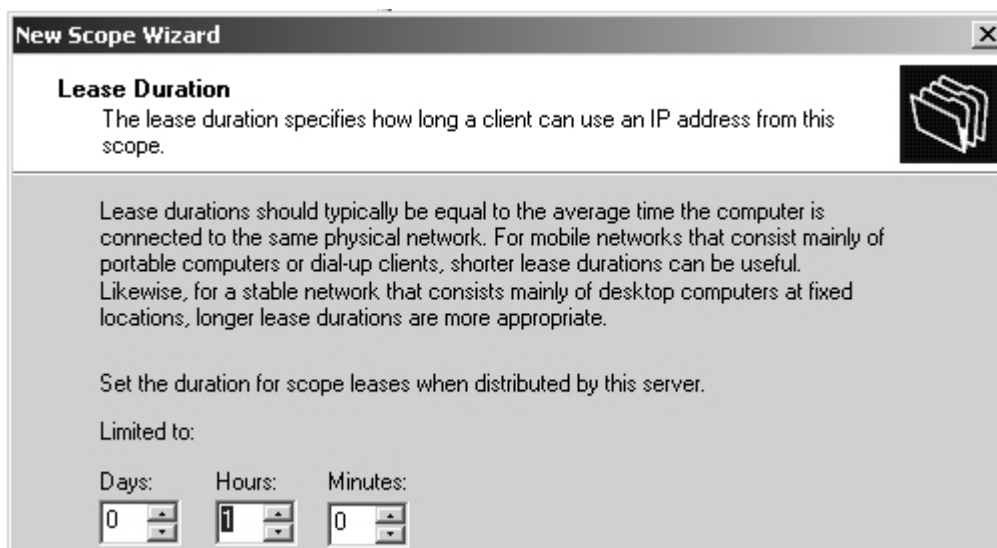 New Scope Wizard
Lease Duration
The lease duration specifies how long a client can use an IP address from this
scope.
Lease durations should typically be equal to the average time the computer is
connected to the same physical network. For mobile networks that consist mainly of
portable computers or dial-up clients, shorter lease durations can be useful.
Likewise, for a stable network that consists mainly of desktop computers at fixed
locations, longer lease durations are more appropriate.
Set the duration for scope leases when distributed by this server.
Limited to:
Days: Hours: Minutes:
0 1 0